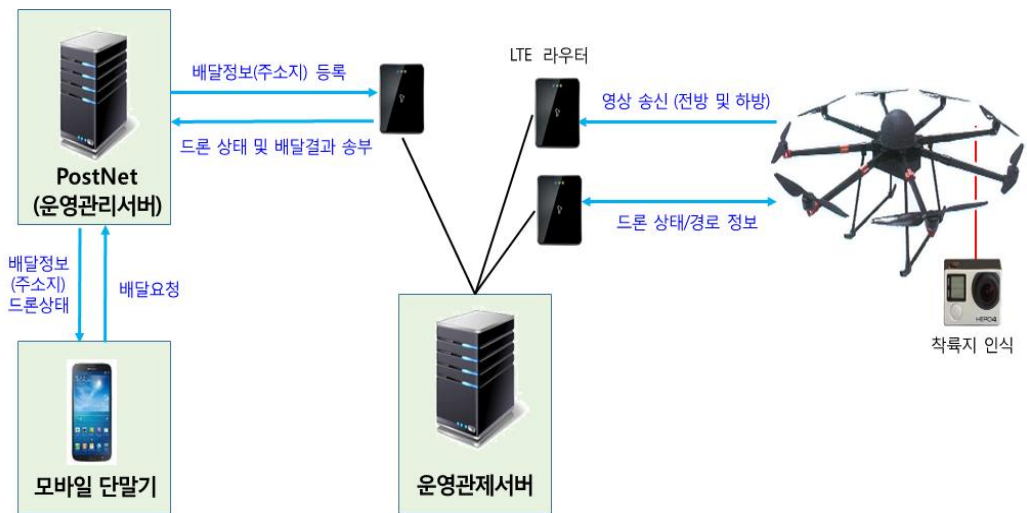 LTE 라우터
배달정보(주소지) 등록
영상 송신 (전방 및 하방)
드론 상태 및 배달결과 송부
PostNet
(운영관리서버)
드론 상태/경로 정보
배달정보
(주소지)
드론상태
배달요청
HERO4
착륙지 인식
모바일 단말기
운영관제서버